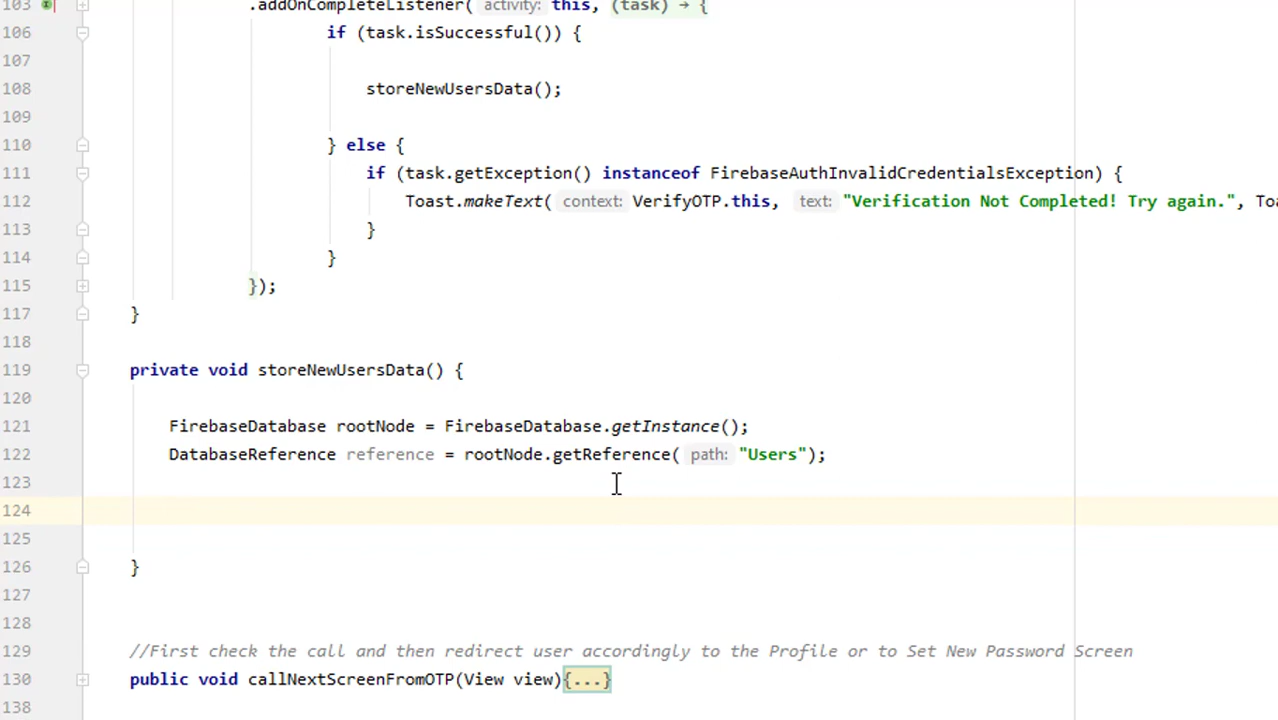 103 .addOnCompleteListener( activity: this, (task) → {
106 if (task.isSuccessful()) {
107
108 storeNewUsersData();
109
110 } else {
111 if (task.getException() instanceof FirebaseAuthInvalidCredentialsException) {
112 Toast.makeText( context: VerifyOTP.this, text: "Verification Not Completed! Try again.", Toa
113 }
114 }
115 });
117 }
118
119 private void storeNewUsersData() {
120
121 FirebaseDatabase rootNode = FirebaseDatabase.getInstance();
122 DatabaseReference reference = rootNode.getReference( path: "Users");
123
124
125
126 }
127
128
129 //First check the call and then redirect user accordingly to the Profile or to Set New Password Screen
130 public void callNextScreenFromOTP(View view){...}
138